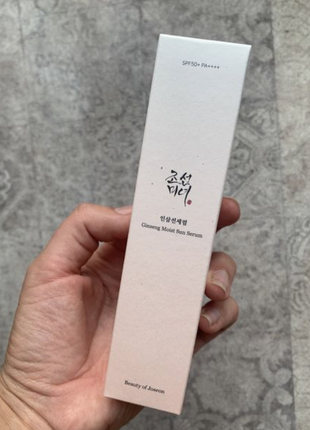 SPF50+ PA++++
조선
미녀
인삼선세럼
Ginseng Moist Sun Serum
Beauty of Joseon